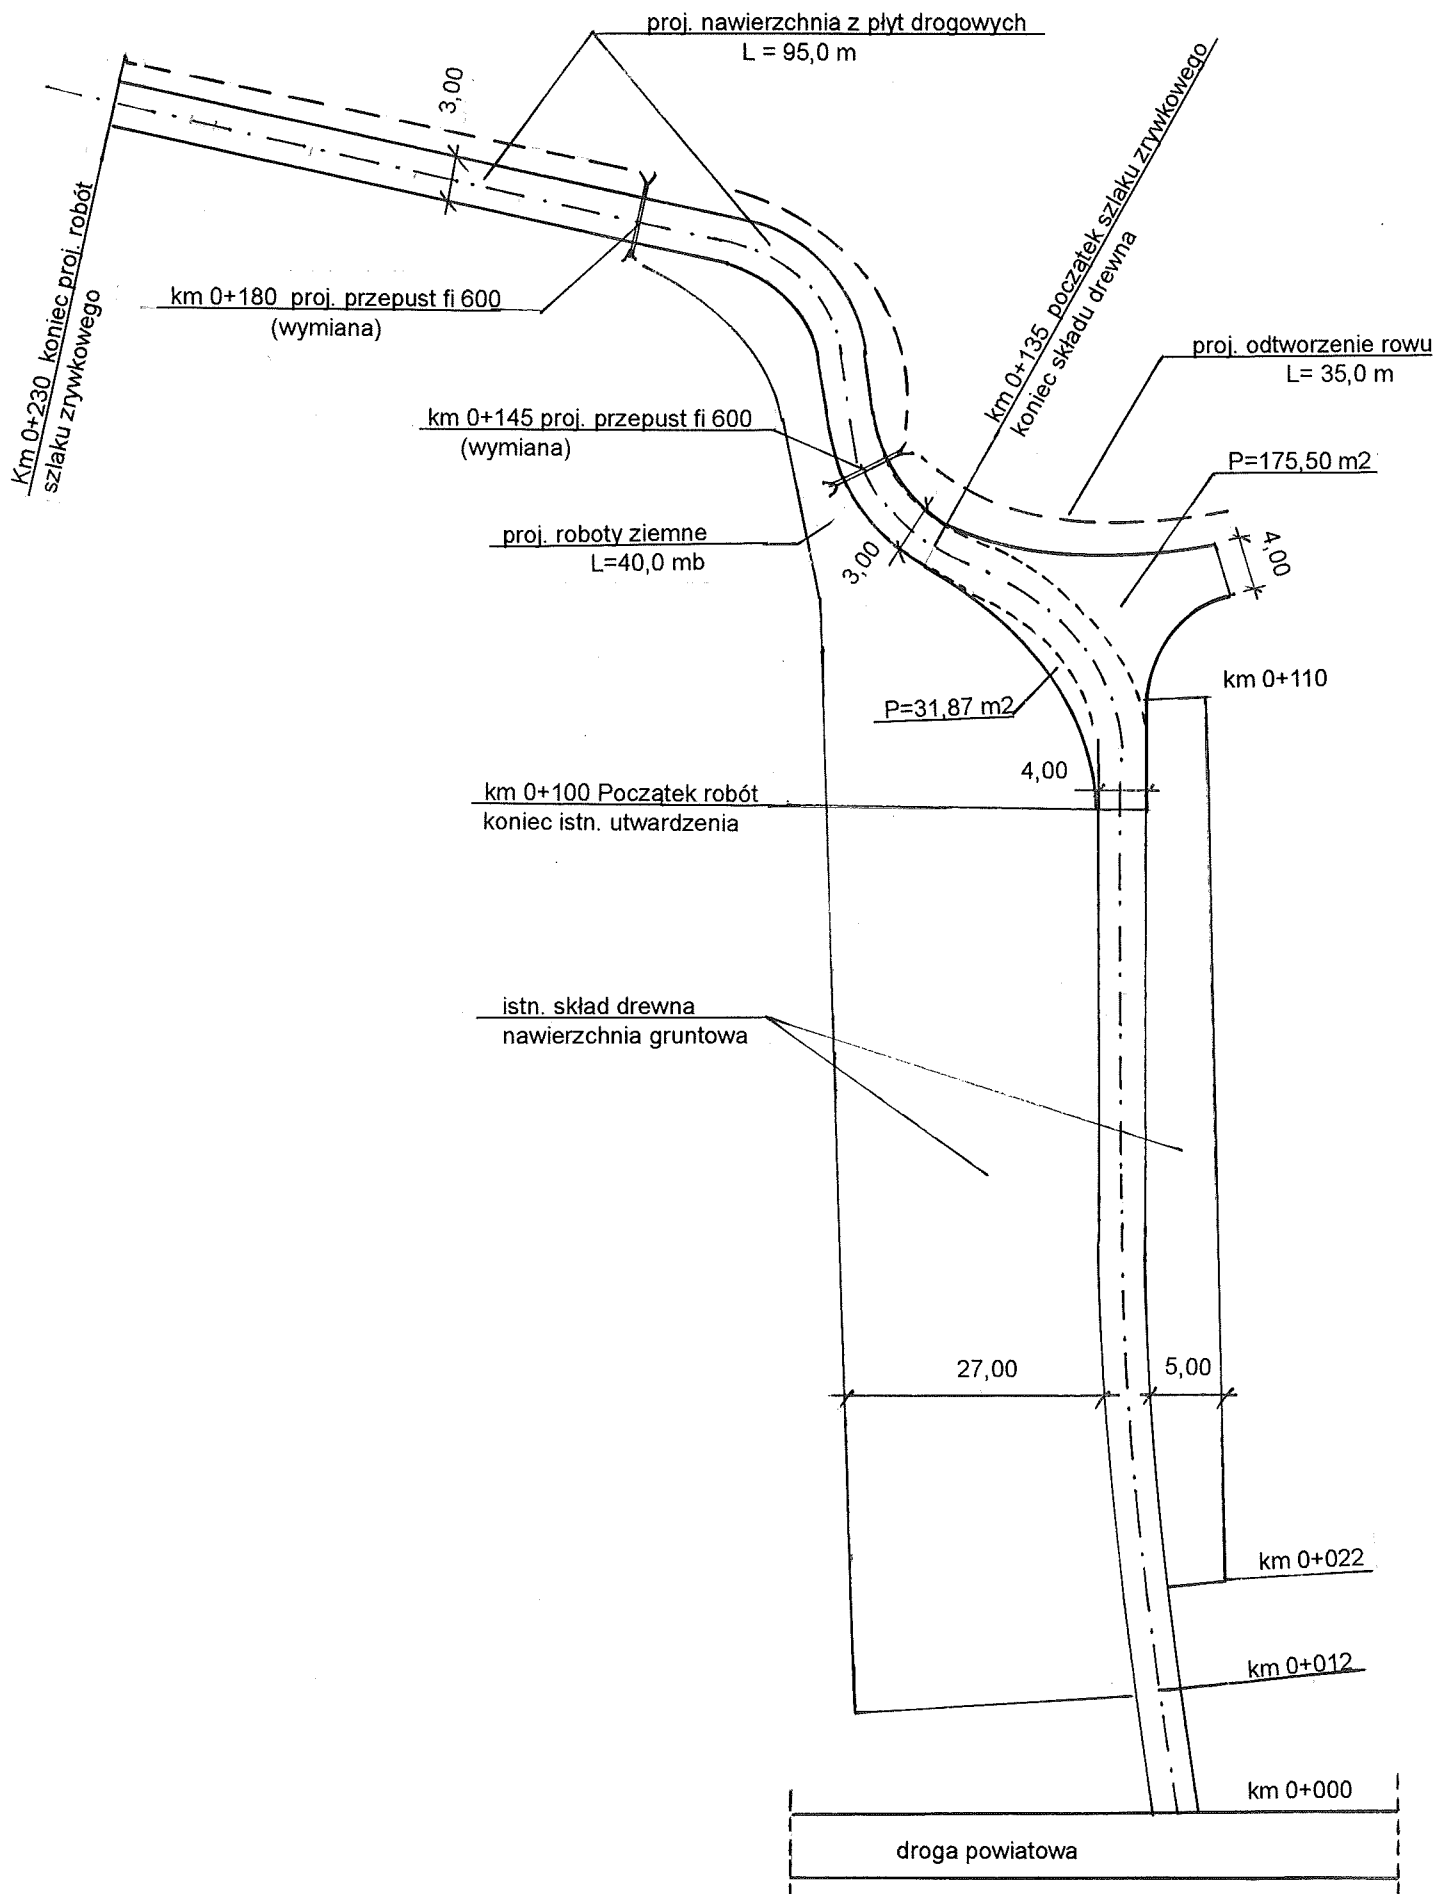 proj. nawierzchnia z płyt drogowych
L = 95,0 m
3,00
Km 0+230 koniec proj. robót
szlaku zrywkowego
km 0+180 proj. przepust fi 600
(wymiana)
km 0+135 początek szlaku zrywkowego
koniec składu drewna
proj. odtworzenie rowu
L= 35,0 m
km 0+145 proj. przepust fi 600
(wymiana)
P=175,50 m2
proj. roboty ziemne
L=40,0 mb
3,00
4,00
km 0+110
P=31,87 m2
4,00
km 0+100 Początek robót
koniec istn. utwardzenia
istn. skład drewna
nawierzchnia gruntowa
27,00
5,00
km 0+022
km 0+012
km 0+000
droga powiatowa